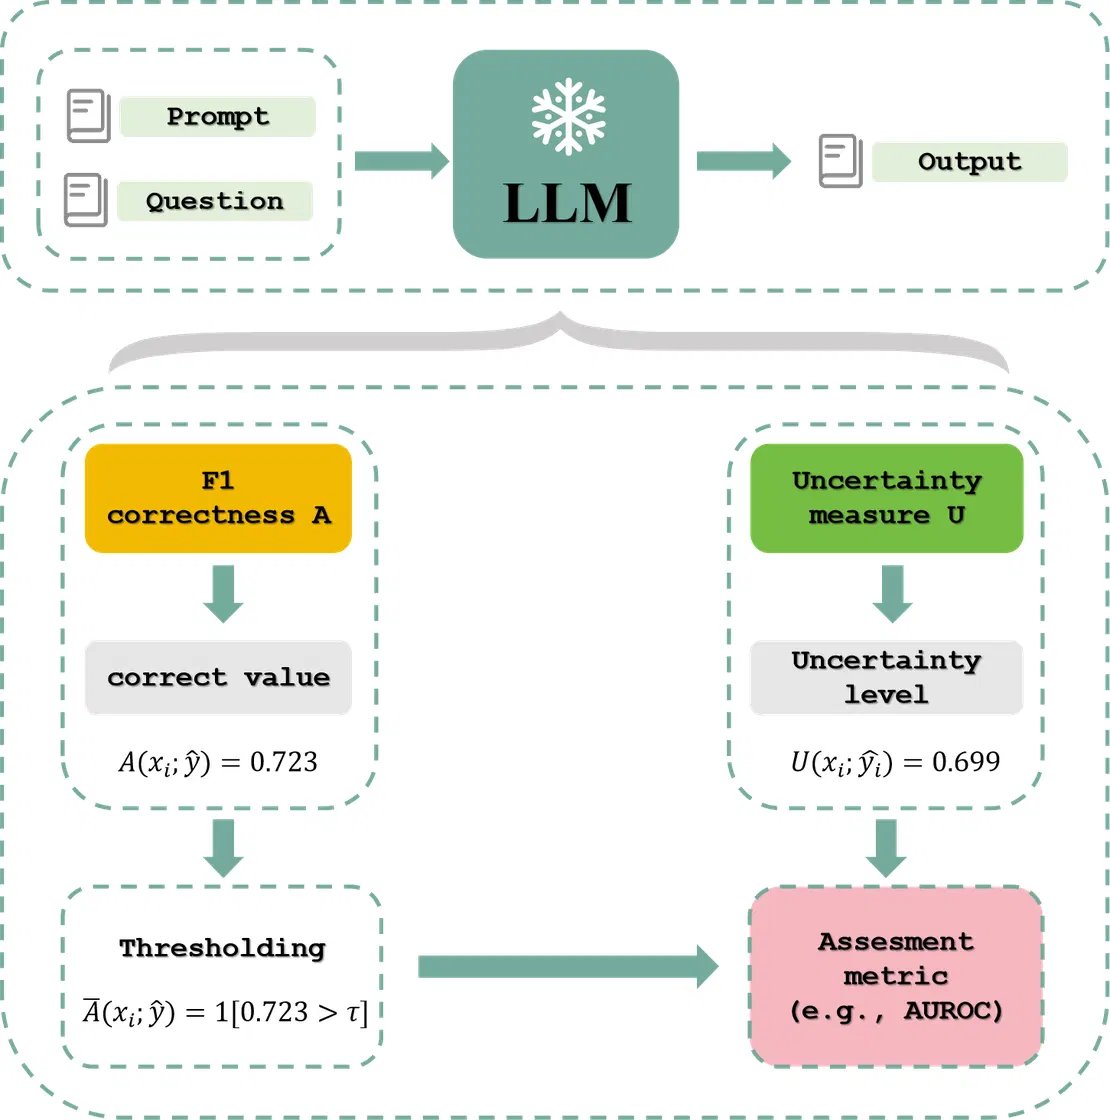 Prompt
Question
LLM
Output
F1
correctness A
correct value
A(x_i; ŷ) = 0.723
Thresholding
A̅(x_i; ŷ) = 1[0.723 > τ]
Uncertainty
measure U
Uncertainty
level
U(x_i; ŷ_i) = 0.699
Assesment
metric
(e.g., AUROC)